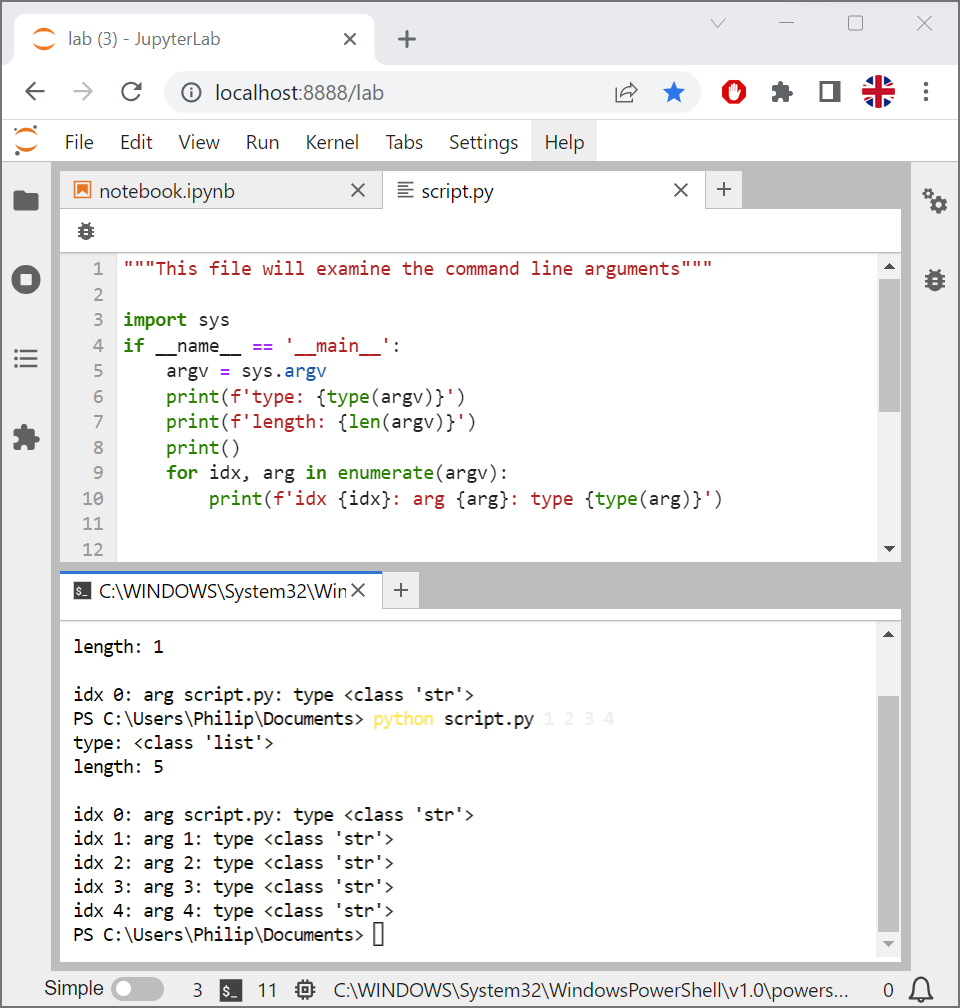 lab (3) - JupyterLab
localhost:8888/lab
File Edit View Run Kernel Tabs Settings Help
notebook.ipynb script.py
1 """This file will examine the command line arguments"""
2
3 import sys
4 if __name__ == '__main__':
5     argv = sys.argv
6     print(f'type: {type(argv)}')
7     print(f'length: {len(argv)}')
8     print()
9     for idx, arg in enumerate(argv):
10         print(f'idx {idx}: arg {arg}: type {type(arg)}')
11
12
C:\WINDOWS\System32\Win
length: 1
idx 0: arg script.py: type <class 'str'>
PS C:\Users\Philip\Documents> python script.py 1 2 3 4
type: <class 'list'>
length: 5
idx 0: arg script.py: type <class 'str'>
idx 1: arg 1: type <class 'str'>
idx 2: arg 2: type <class 'str'>
idx 3: arg 3: type <class 'str'>
idx 4: arg 4: type <class 'str'>
PS C:\Users\Philip\Documents>
Simple 3 $_ 11 C:\WINDOWS\System32\WindowsPowerShell\v1.0\powers... 0